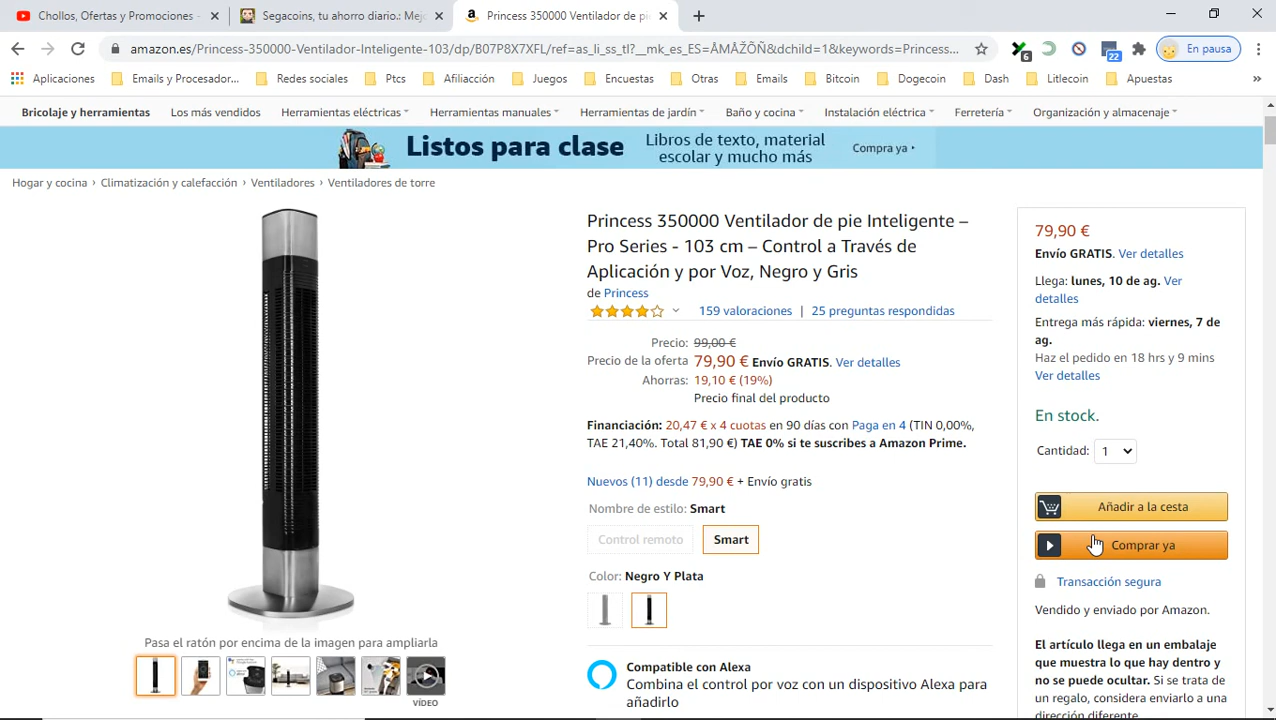 Chollos, Ofertas y Promociones -
Segacoins, tu ahorro diario.: Mej
Princess 350000 Ventilador de pi
amazon.es/Princess-350000-Ventilador-Inteligente-103/dp/B07P8X7XFL/ref=as_li_ss_tl?__mk_es_ES=ÅMÅŽÕÑ&dchild=1&keywords=Princess...
6
22
En pausa
Aplicaciones
Emails y Procesador...
Redes sociales
Ptcs
Afiliacción
Juegos
Encuestas
Emails
Bitcoin
Dogecoin
Dash
Litlecoin
Apuestas
»
Bricolaje y herramientas
Los más vendidos
Herramientas eléctricas
Herramientas manuales
Herramientas de jardín
Baño y cocina
Instalación eléctrica
Ferretería
Organización y almacenaje
Listos para clase
Libros de texto, material
escolar y mucho más
Compra ya ›
Hogar y cocina › Climatización y calefacción › Ventiladores › Ventiladores de torre
Princess 350000 Ventilador de pie Inteligente –
Pro Series - 103 cm – Control a Través de
Aplicación y por Voz, Negro y Gris
de Princess
159 valoraciones | 25 preguntas respondidas
Precio: 99,00 €
Precio de la oferta 79,90 € Envío GRATIS. Ver detalles
Ahorras: 19,10 € (19%)
Precio final del producto
Financiación: 20,47 € x 4 cuotas en 90 días con Paga en 4 (TIN 0,00%,
TAE 21,40%. Total €) TAE 0% si te suscribes a Amazon Prime.
Nuevos (11) desde 79,90 € + Envío gratis
Nombre de estilo: Smart
Control remoto
Smart
Color: Negro Y Plata
Compatible con Alexa
Combina el control por voz con un dispositivo Alexa para
añadirlo
Pasa el ratón por encima de la imagen para ampliarla
VÍDEO
79,90 €
Envío GRATIS. Ver detalles
Llega: lunes, 10 de ag. Ver
detalles
Entrega más rápida: viernes, 7 de
ag.
Haz el pedido en 18 hrs y 9 mins
Ver detalles
En stock.
Cantidad: 1
Añadir a la cesta
Comprar ya
Transacción segura
Vendido y enviado por Amazon.
El artículo llega en un embalaje
que muestra lo que hay dentro y
no se puede ocultar. Si se trata de
un regalo, considera enviarlo a una
dirección diferente.